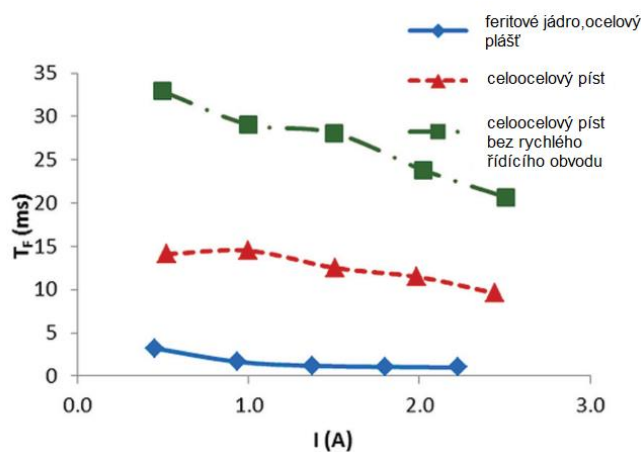 feritové jádro,ocelový
plášť
celoocelový píst
celoocelový píst
bez rychlého
řídícího obvodu
35
30
25
20
15
10
5
0
T_F (ms)
0.0 1.0 2.0 3.0
I (A)